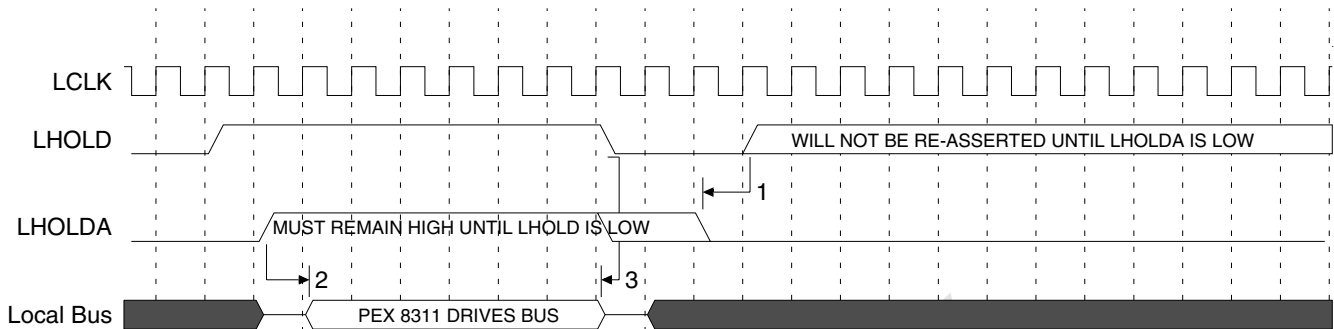 LCLK
LHOLD
WILL NOT BE RE-ASSERTED UNTIL LHOLDA IS LOW
1
LHOLDA
MUST REMAIN HIGH UNTIL LHOLD IS LOW
2
3
Local Bus
PEX 8311 DRIVES BUS